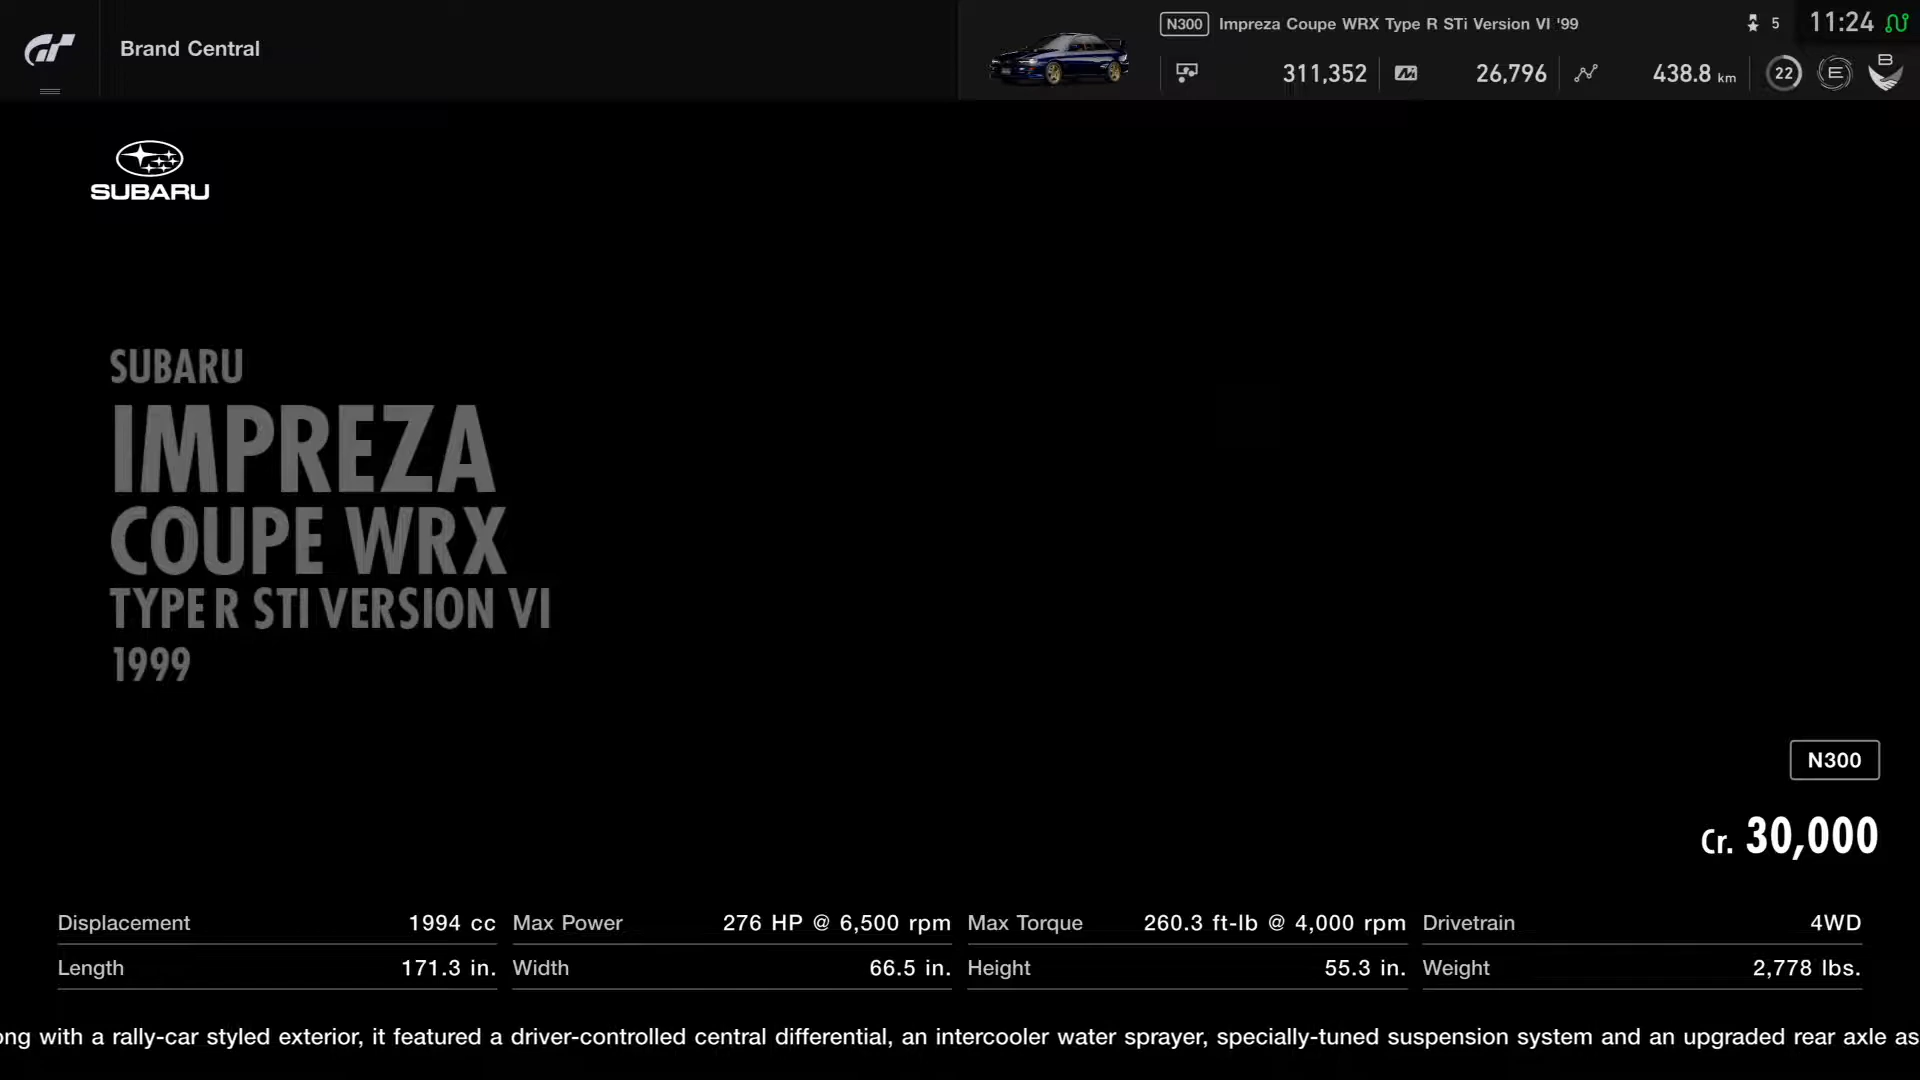 Brand Central
N300 Impreza Coupe WRX Type R STi Version VI '99
5
11:24
311,352
26,796
438.8 km
22
E
B
SUBARU
SUBARU
IMPREZA
COUPE WRX
TYPE R STI VERSION VI
1999
N300
Cr. 30,000
Displacement 1994 cc Max Power 276 HP @ 6,500 rpm Max Torque 260.3 ft-lb @ 4,000 rpm Drivetrain 4WD
Length 171.3 in. Width 66.5 in. Height 55.3 in. Weight 2,778 lbs.
ong with a rally-car styled exterior, it featured a driver-controlled central differential, an intercooler water sprayer, specially-tuned suspension system and an upgraded rear axle as